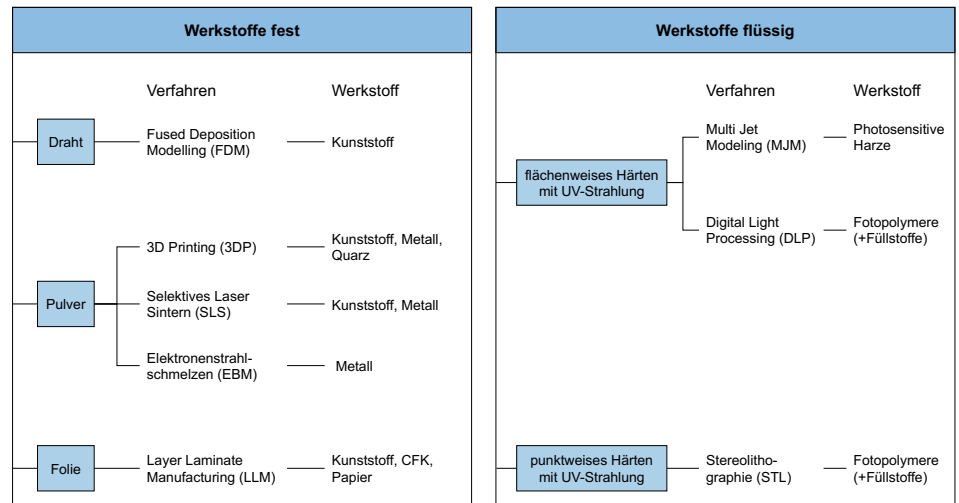 Werkstoffe fest
Verfahren Werkstoff
Draht
Fused Deposition
Modelling (FDM)
Kunststoff
3D Printing (3DP)
Kunststoff, Metall,
Quarz
Pulver
Selektives Laser
Sintern (SLS)
Kunststoff, Metall
Elektronenstrahl-
schmelzen (EBM)
Metall
Folie
Layer Laminate
Manufacturing (LLM)
Kunststoff, CFK,
Papier
Werkstoffe flüssig
Verfahren Werkstoff
flächenweises Härten
mit UV-Strahlung
Multi Jet
Modeling (MJM)
Photosensitive
Harze
Digital Light
Processing (DLP)
Fotopolymere
(+Füllstoffe)
punktweises Härten
mit UV-Strahlung
Stereolitho-
graphie (STL)
Fotopolymere
(+Füllstoffe)